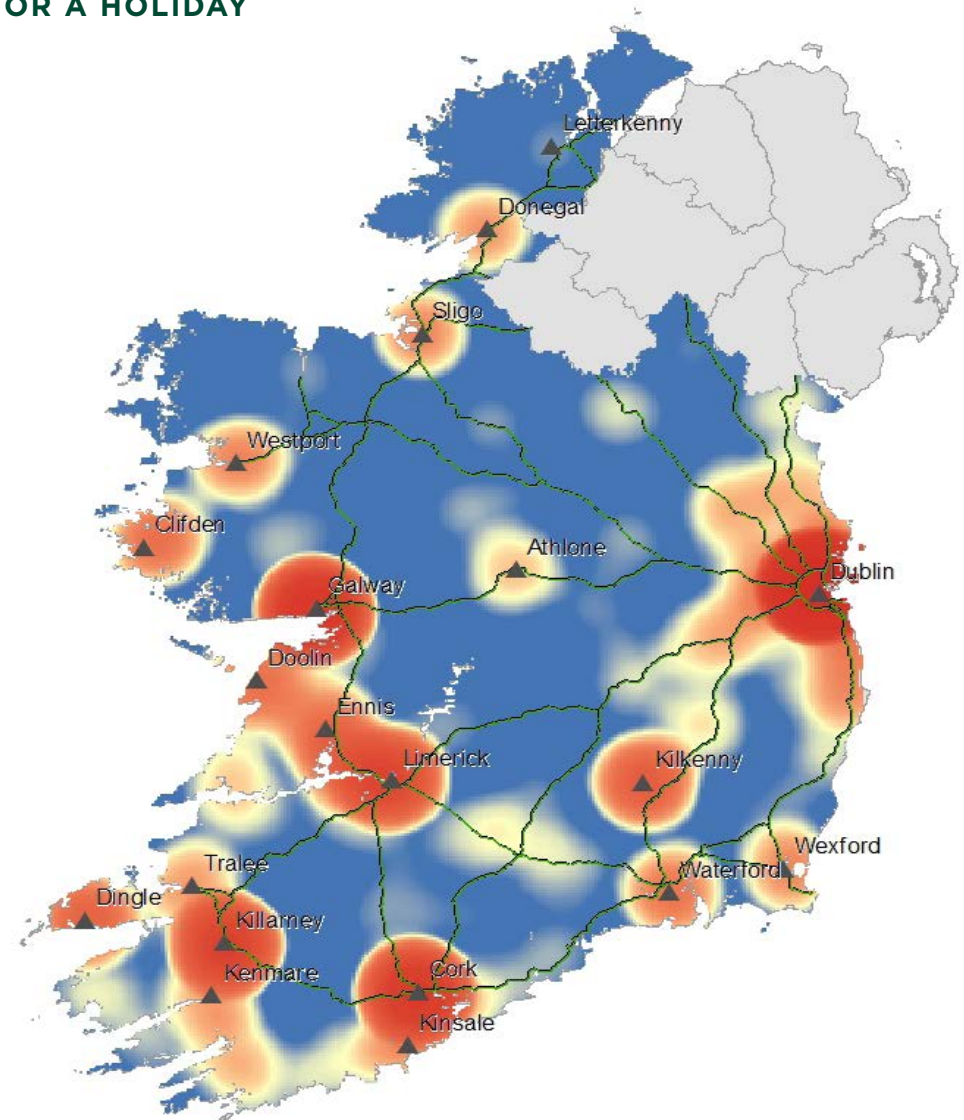 OR A HOLIDAY
Letterkenny
Donegal
Sligo
Westport
Clifden
Athlone
Galway
Dublin
Doolin
Ennis
Limerick
Kilkenny
Wexford
Tralee
Waterford
Dingle
Killarney
Kenmare
Cork
Kinsale